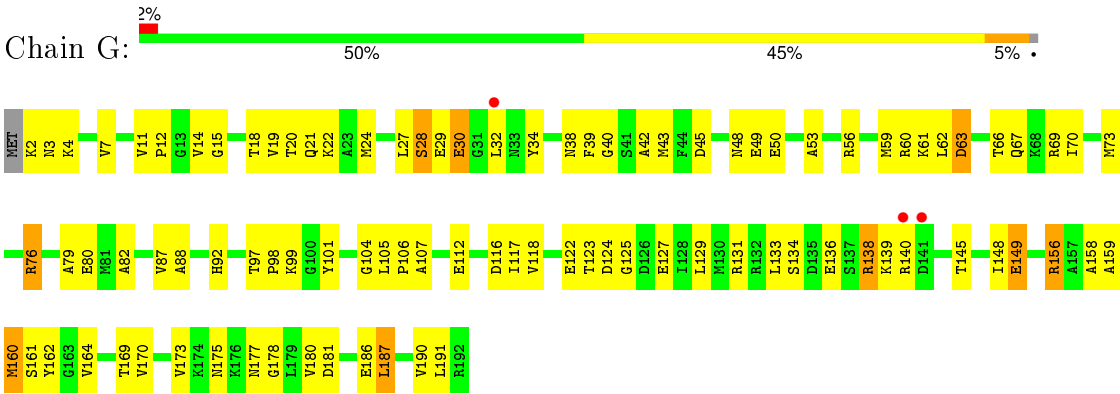 2%
Chain G:
50% 45% 5% •
MET K2 N3 K4 V7 V11 P12 G13 V14 G15 T18 V19 T20 Q21 K22 A23 M24 L27 S28 E29 E30 G31 L32 N33 Y34 N38 F39 G40 S41 A42 M43 F44 D45 N48 E49 E50 A53 R56 M59 R60 K61 L62 D63 T66 Q67 K68 R69 I70 M73
R76 A79 E80 M81 A82 V87 A88 H92 T97 P98 K99 G100 Y101 G104 L105 P106 A107 E112 D116 I117 V118 E122 T123 D124 G125 D126 E127 I128 L129 M130 R131 R132 L133 S134 D135 E136 S137 R138 K139 R140 D141 T145 I148 E149 R156 A157 A158 A159
M160 S161 Y162 G163 V164 T169 V170 V173 K174 N175 K176 N177 G178 L179 V180 D181 E186 L187 V190 L191 R192